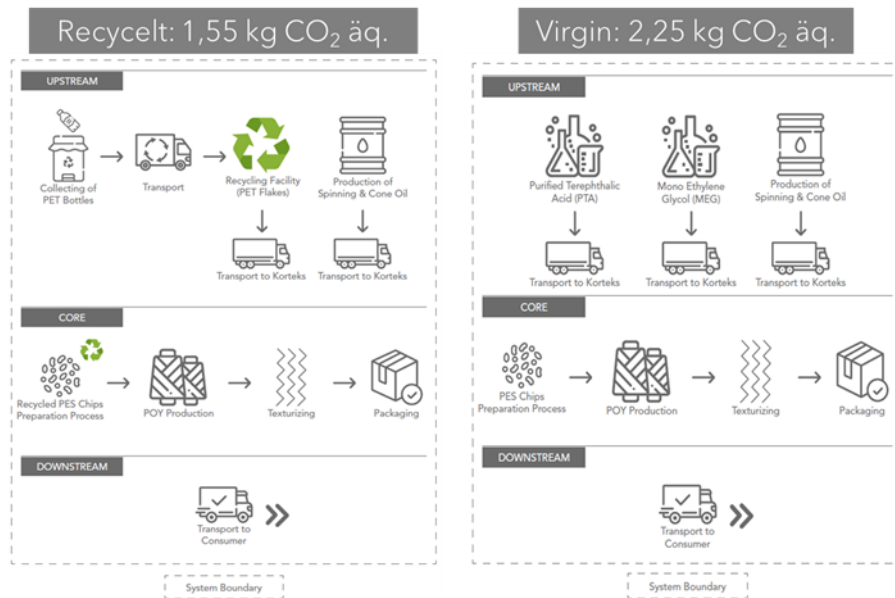 Recycelt: 1,55 kg CO₂ äq.
UPSTREAM
Collecting of
PET Bottles
Transport
Recycling Facility
(PET Flakes)
Production of
Spinning & Cone Oil
Transport to Korteks
Transport to Korteks
CORE
Recycled PES Chips
Preparation Process
POY Production
Texturizing
Packaging
DOWNSTREAM
Transport to
Consumer
System Boundary
Virgin: 2,25 kg CO₂ äq.
UPSTREAM
Purified Terephthalic
Acid (PTA)
Mono Ethylene
Glycol (MEG)
Production of
Spinning & Cone Oil
Transport to Korteks
Transport to Korteks
Transport to Korteks
CORE
PES Chips
Preparation Process
POY Production
Texturizing
Packaging
DOWNSTREAM
Transport to
Consumer
System Boundary